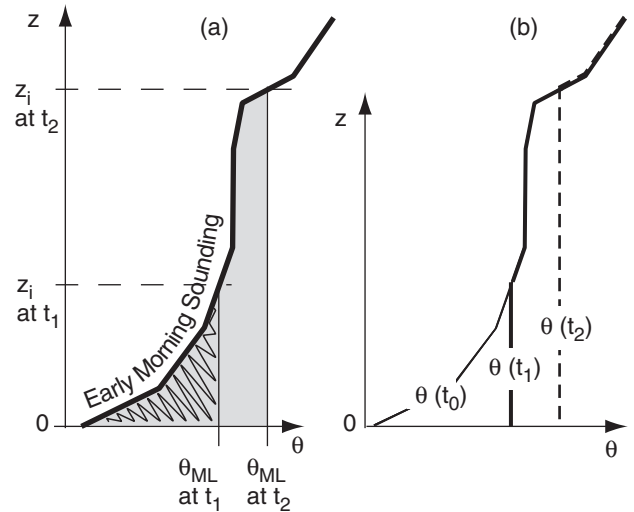 z
(a)
z_i
at t_2
Early Morning Sounding
z_i
at t_1
0
θ
θ_ML
at t_1
θ_ML
at t_2
(b)
z
θ (t_2)
θ (t_1)
θ (t_0)
0
θ